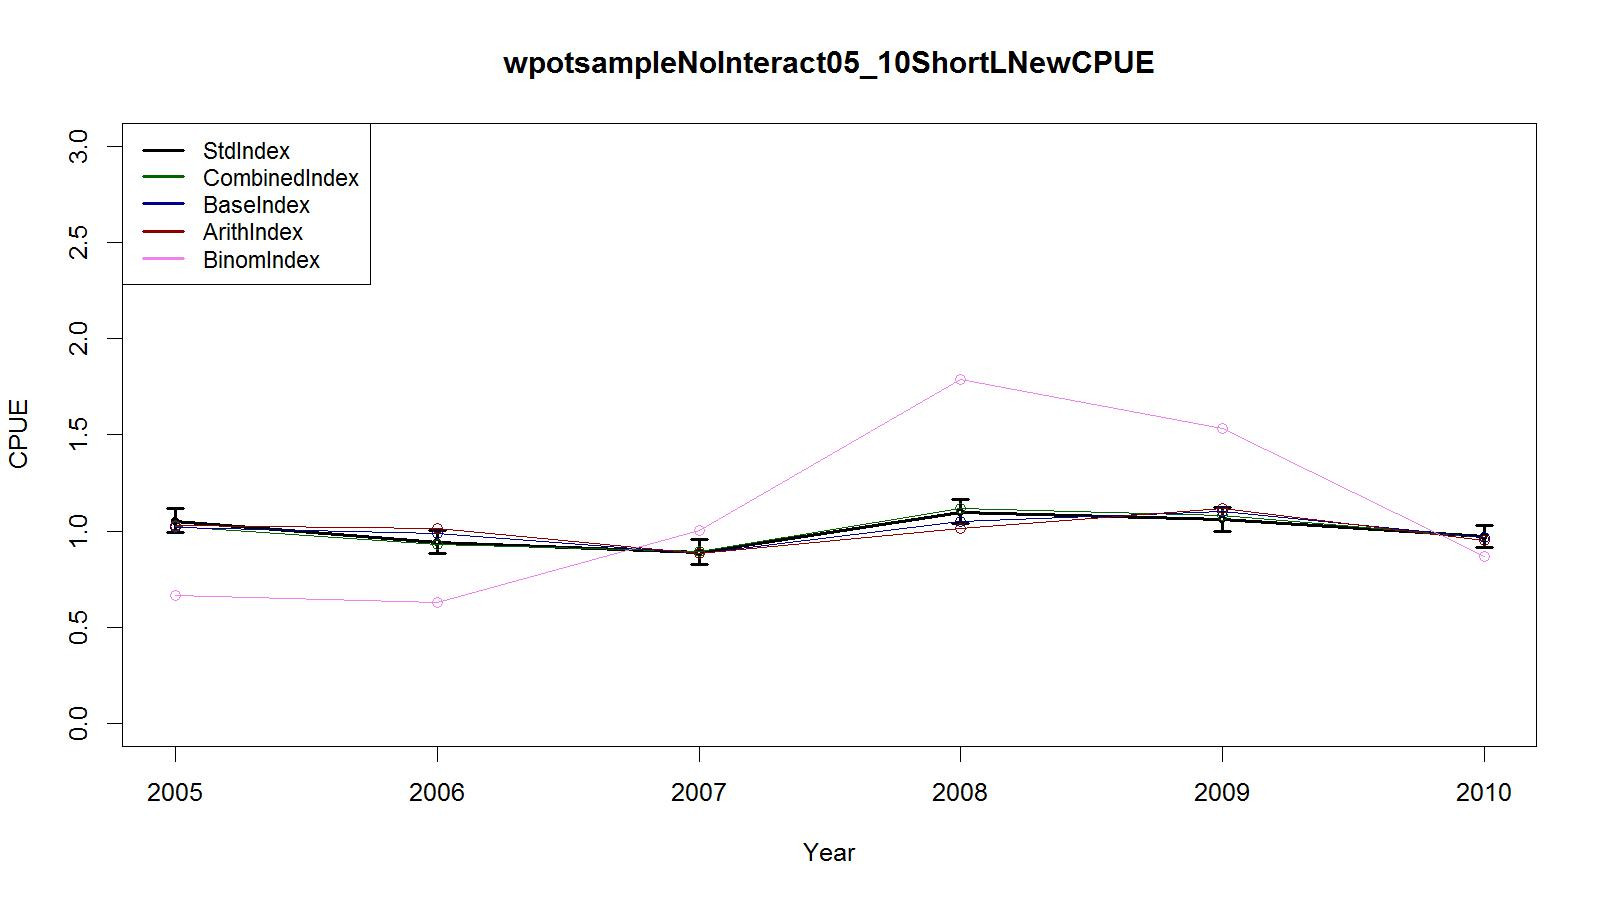 wpotsampleNoInteract05_10ShortLNewCPUE
StdIndex
CombinedIndex
BaseIndex
ArithIndex
BinomIndex
3.0
2.5
2.0
1.5
1.0
0.5
0.0
CPUE
2005 2006 2007 2008 2009 2010
Year